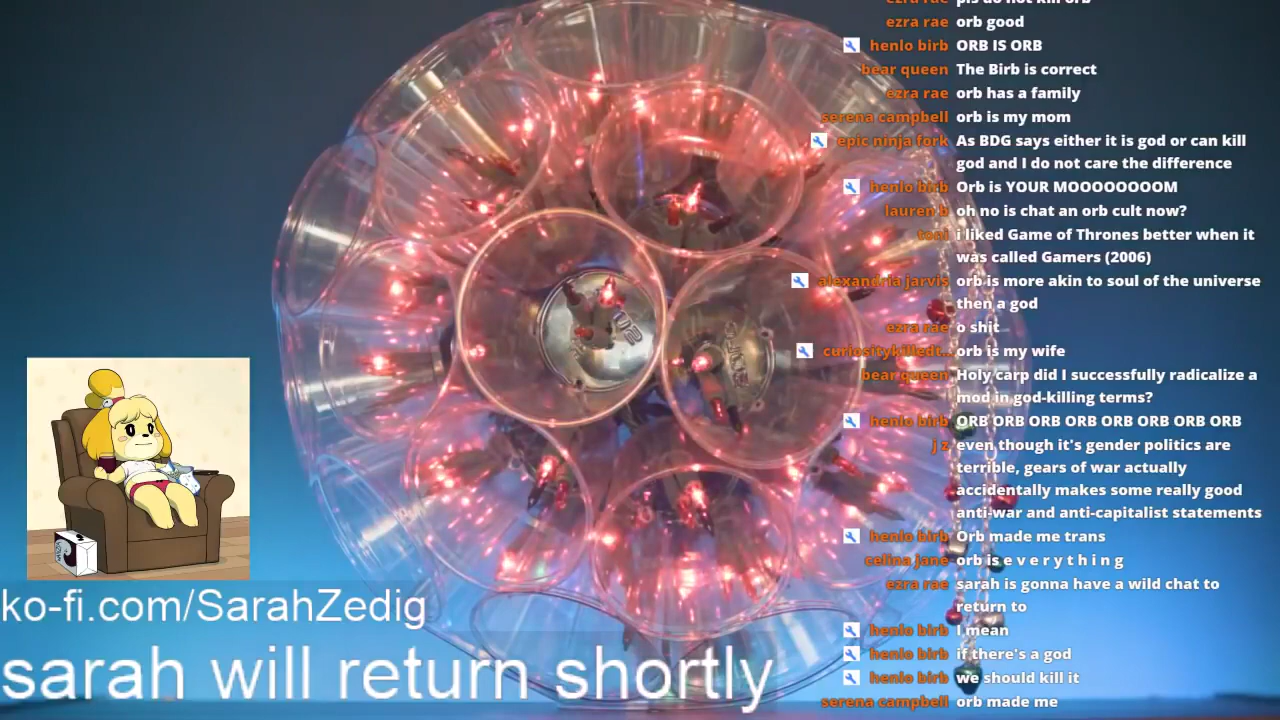 ezra rae pls do not kill orb
ezra rae orb good
henlo birb ORB IS ORB
bear queen The Birb is correct
ezra rae orb has a family
serena campbell orb is my mom
epic ninja fork As BDG says either it is god or can kill
god and I do not care the difference
henlo birb Orb is YOUR MOOOOOOOOM
lauren b oh no is chat an orb cult now?
toni i liked Game of Thrones better when it
was called Gamers (2006)
alexandria jarvis orb is more akin to soul of the universe
then a god
ezra rae o shit
curiositykilledt... orb is my wife
bear queen Holy carp did I successfully radicalize a
mod in god-killing terms?
henlo birb ORB ORB ORB ORB ORB ORB ORB ORB
j z even though it's gender politics are
terrible, gears of war actually
accidentally makes some really good
anti-war and anti-capitalist statements
henlo birb Orb made me trans
celina jane orb is e v e r y t h i n g
ezra rae sarah is gonna have a wild chat to
return to
henlo birb I mean
henlo birb if there's a god
henlo birb we should kill it
serena campbell orb made me
ko-fi.com/SarahZedig
sarah will return shortly